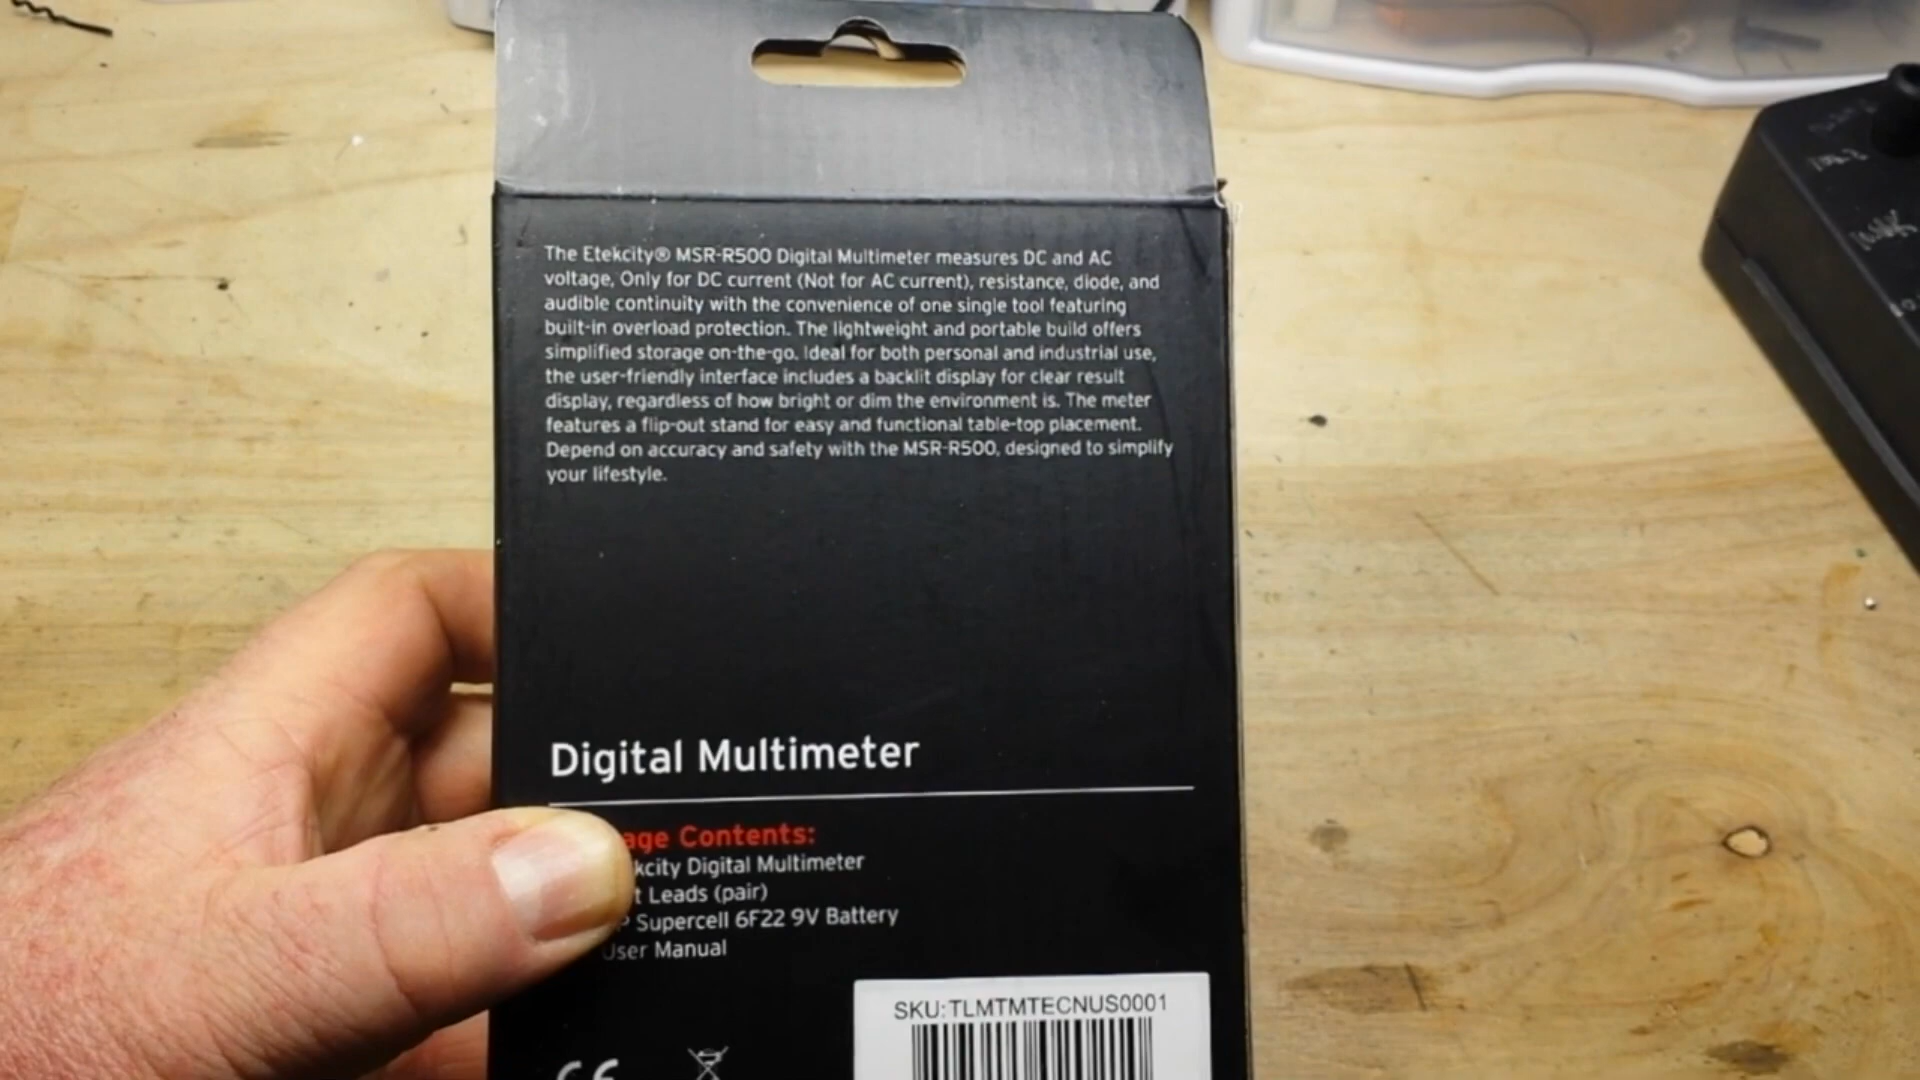 The Etekcity® MSR-R500 Digital Multimeter measures DC and AC
voltage, Only for DC current (Not for AC current), resistance, diode, and
audible continuity with the convenience of one single tool featuring
built-in overload protection. The lightweight and portable build offers
simplified storage on-the-go. Ideal for both personal and industrial use,
the user-friendly interface includes a backlit display for clear result
display, regardless of how bright or dim the environment is. The meter
features a flip-out stand for easy and functional table-top placement.
Depend on accuracy and safety with the MSR-R500, designed to simplify
your lifestyle.
Digital Multimeter
Contents:
Digital Multimeter
Leads (pair)
Supercell 6F22 9V Battery
User Manual
SKU: TLMTMTECNUS0001
CE